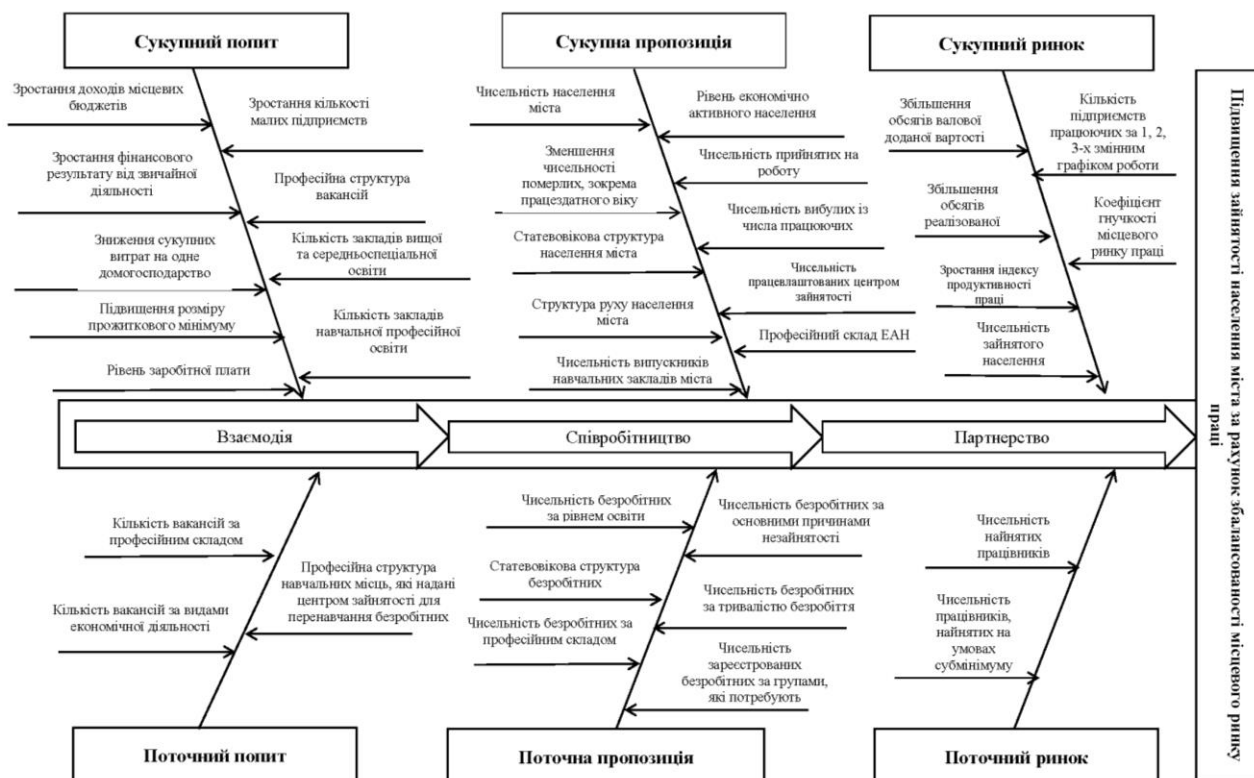 Сукупний попит
Сукупна пропозиція
Сукупний ринок
Зростання доходів місцевих
бюджетів
Зростання кількості
малих підприємств
Зростання фінансового
результату від звичайної
діяльності
Професійна структура
вакансій
Зниження сукупних
витрат на одне
домогосподарство
Кількість закладів вищої
та середньоспеціальної
освіти
Підвищення розміру
прожиткового мінімуму
Кількість закладів
навчальної професійної
освіти
Рівень заробітної плати
Чисельність населення
міста
Рівень економічно
активного населення
Зменшення
чисельності
померлих, зокрема
працездатного віку
Чисельність прийнятих на
роботу
Чисельність вибулих із
числа працюючих
Статевовікова структура
населення міста
Чисельність
працевлаштованих центром
зайнятості
Структура руху населення
міста
Професійний склад ЕАН
Чисельність випускників
навчальних закладів міста
Збільшення
обсягів валової
доданої вартості
Кількість
підприємств
працюючих за 1, 2,
3-х змінним
графіком роботи
Збільшення
обсягів
реалізованої
Коефіцієнт
гнучкості
місцевого
ринку праці
Зростання індексу
продуктивності
праці
Чисельність
зайнятого
населення
Взаємодія
Співробітництво
Партнерство
Кількість вакансій за
професійним складом
Професійна структура
навчальних місць, які надані
центром зайнятості для
перенавчання безробітних
Кількість вакансій за видами
економічної діяльності
Чисельність безробітних
за рівнем освіти
Чисельність безробітних за
основними причинами
незайнятості
Статевовікова структура
безробітних
Чисельність безробітних
за тривалістю безробіття
Чисельність безробітних за
професійним складом
Чисельність
зареєстрованих
безробітних за групами,
які потребують
Чисельність
найнятих
працівників
Чисельність
працівників,
найнятих на
умовах
субмінімуму
Поточний попит
Поточна пропозиція
Поточний ринок
Підвищення зайнятості населення міста за рахунок збалансованості місцевого ринку
праці